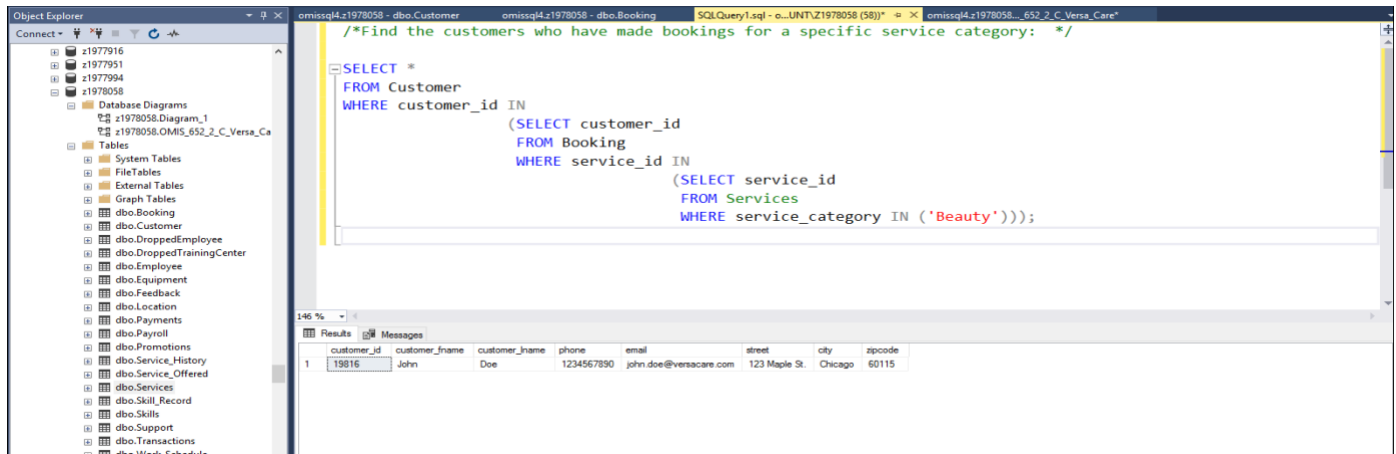 Object Explorer
Connect
z1977916
z1977951
z1977994
z1978058
Database Diagrams
z1978058.Diagram_1
z1978058.OMIS_652_2_C_Versa_Ca
Tables
System Tables
FileTables
External Tables
Graph Tables
dbo.Booking
dbo.Customer
dbo.DroppedEmployee
dbo.DroppedTrainingCenter
dbo.Employee
dbo.Equipment
dbo.Feedback
dbo.Location
dbo.Payments
dbo.Payroll
dbo.Promotions
dbo.Service_History
dbo.Service_Offered
dbo.Services
dbo.Skill_Record
dbo.Skills
dbo.Support
dbo.Transactions
omissql4.z1978058 - dbo.Customer omissql4.z1978058 - dbo.Booking SQLQuery1.sql - o...UNT\Z1978058 (58))* omissql4.z1978058..._652_2_C_Versa_Care*
/*Find the customers who have made bookings for a specific service category: */
SELECT *
FROM Customer
WHERE customer_id IN
(SELECT customer_id
FROM Booking
WHERE service_id IN
(SELECT service_id
FROM Services
WHERE service_category IN ('Beauty')));
146 %
Results Messages
customer_id customer_fname customer_lname phone email street city zipcode
1 19816 John Doe 1234567890 john.doe@versacare.com 123 Maple St. Chicago 60115